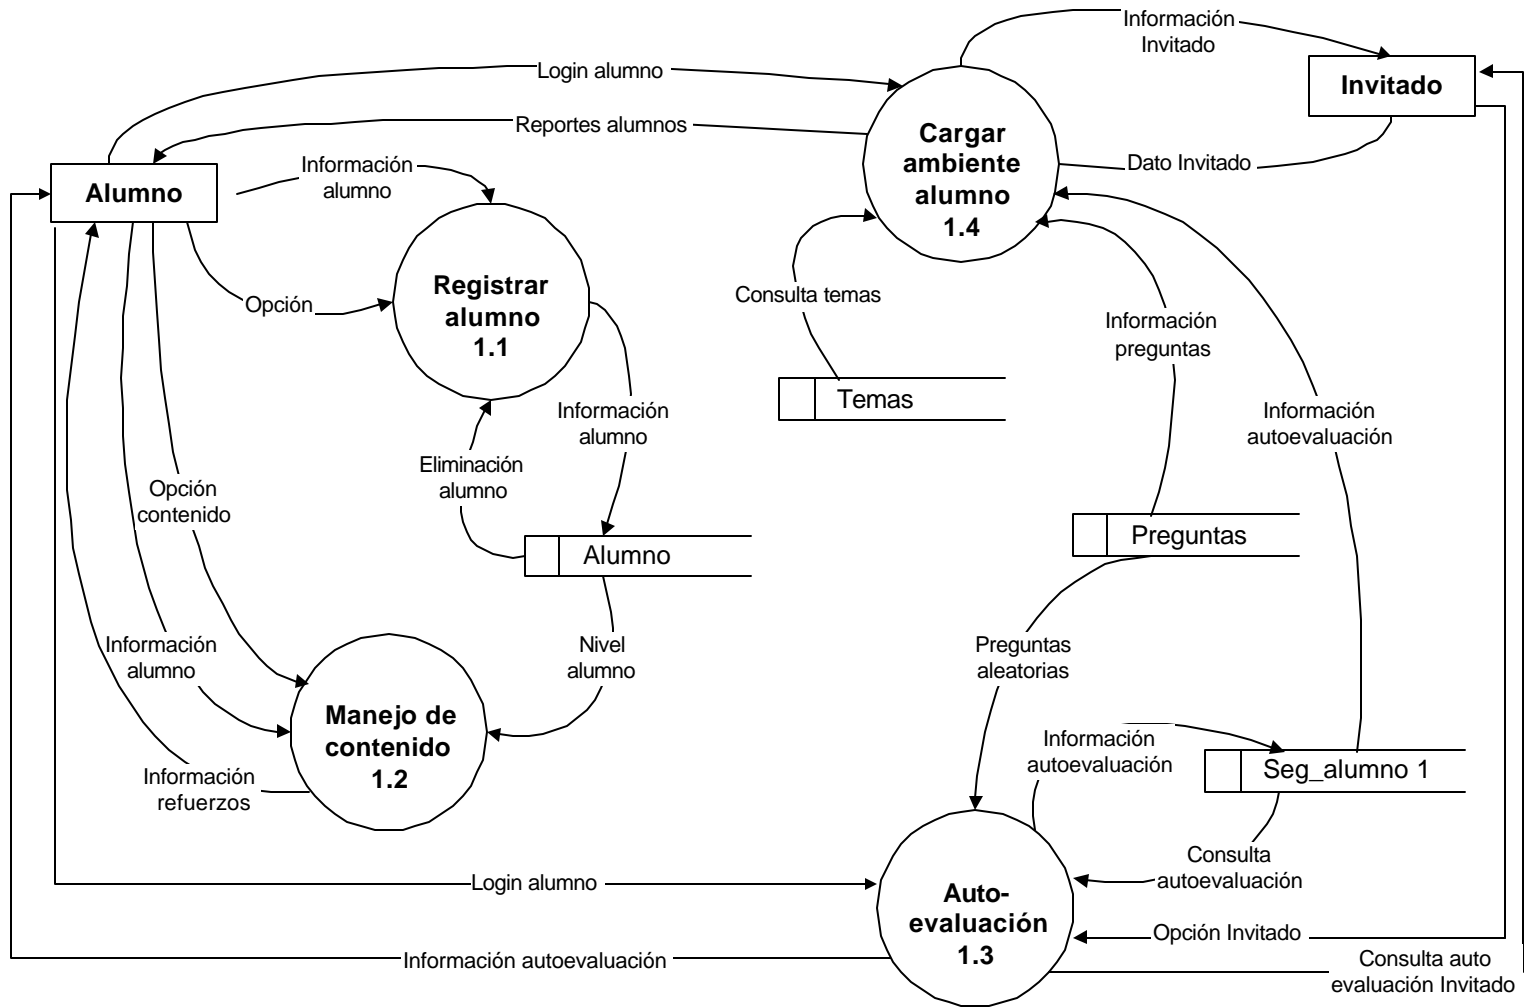 Información
Invitado
Login alumno
Invitado
Reportes alumnos
Cargar
ambiente
alumno
1.4
Dato Invitado
Información
alumno
Alumno
Registrar
alumno
1.1
Opción
Consulta temas
Información
preguntas
Temas
Información
alumno
Información
autoevaluación
Eliminación
alumno
Opción
contenido
Alumno
Preguntas
Información
alumno
Nivel
alumno
Preguntas
aleatorias
Manejo de
contenido
1.2
Información
autoevaluación
Seg_alumno 1
Información
refuerzos
Consulta
autoevaluación
Login alumno
Auto-
evaluación
1.3
Opción Invitado
Información autoevaluación
Consulta auto
evaluación Invitado